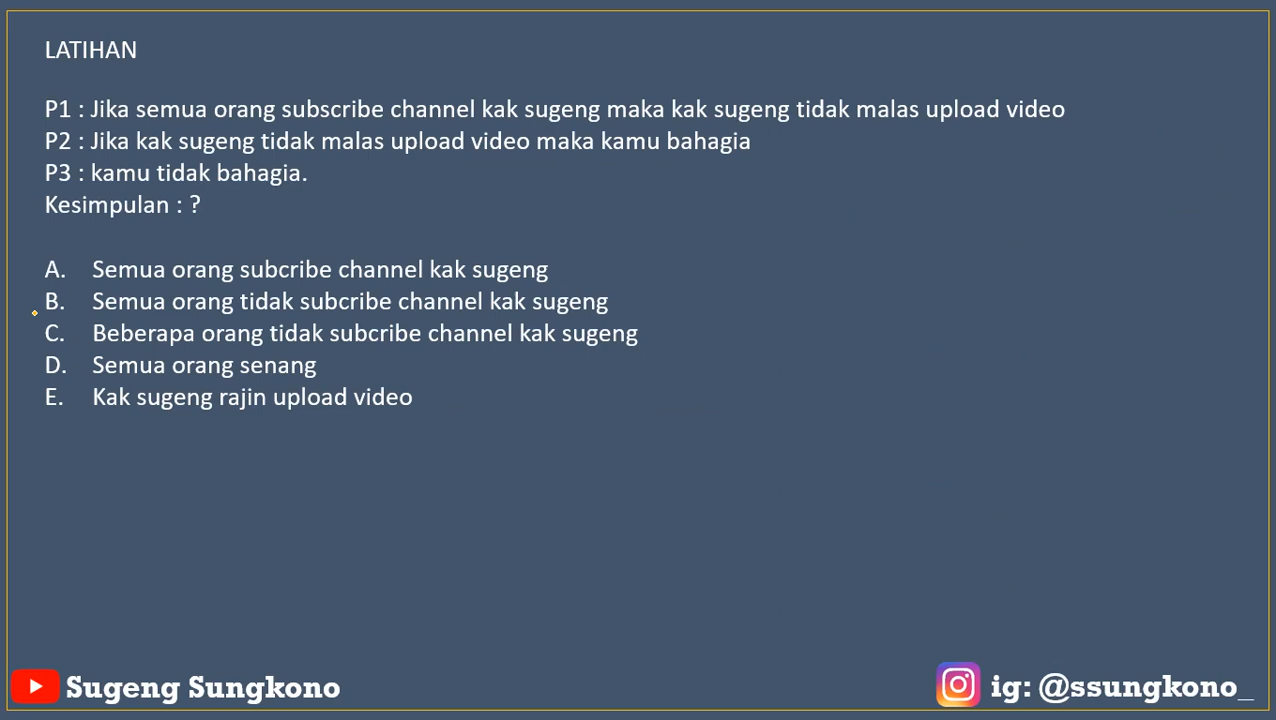 LATIHAN
P1 : Jika semua orang subscribe channel kak sugeng maka kak sugeng tidak malas upload video
P2 : Jika kak sugeng tidak malas upload video maka kamu bahagia
P3 : kamu tidak bahagia.
Kesimpulan : ?
A. Semua orang subcribe channel kak sugeng
B. Semua orang tidak subcribe channel kak sugeng
C. Beberapa orang tidak subcribe channel kak sugeng
D. Semua orang senang
E. Kak sugeng rajin upload video
Sugeng Sungkono
ig: @ssungkono_